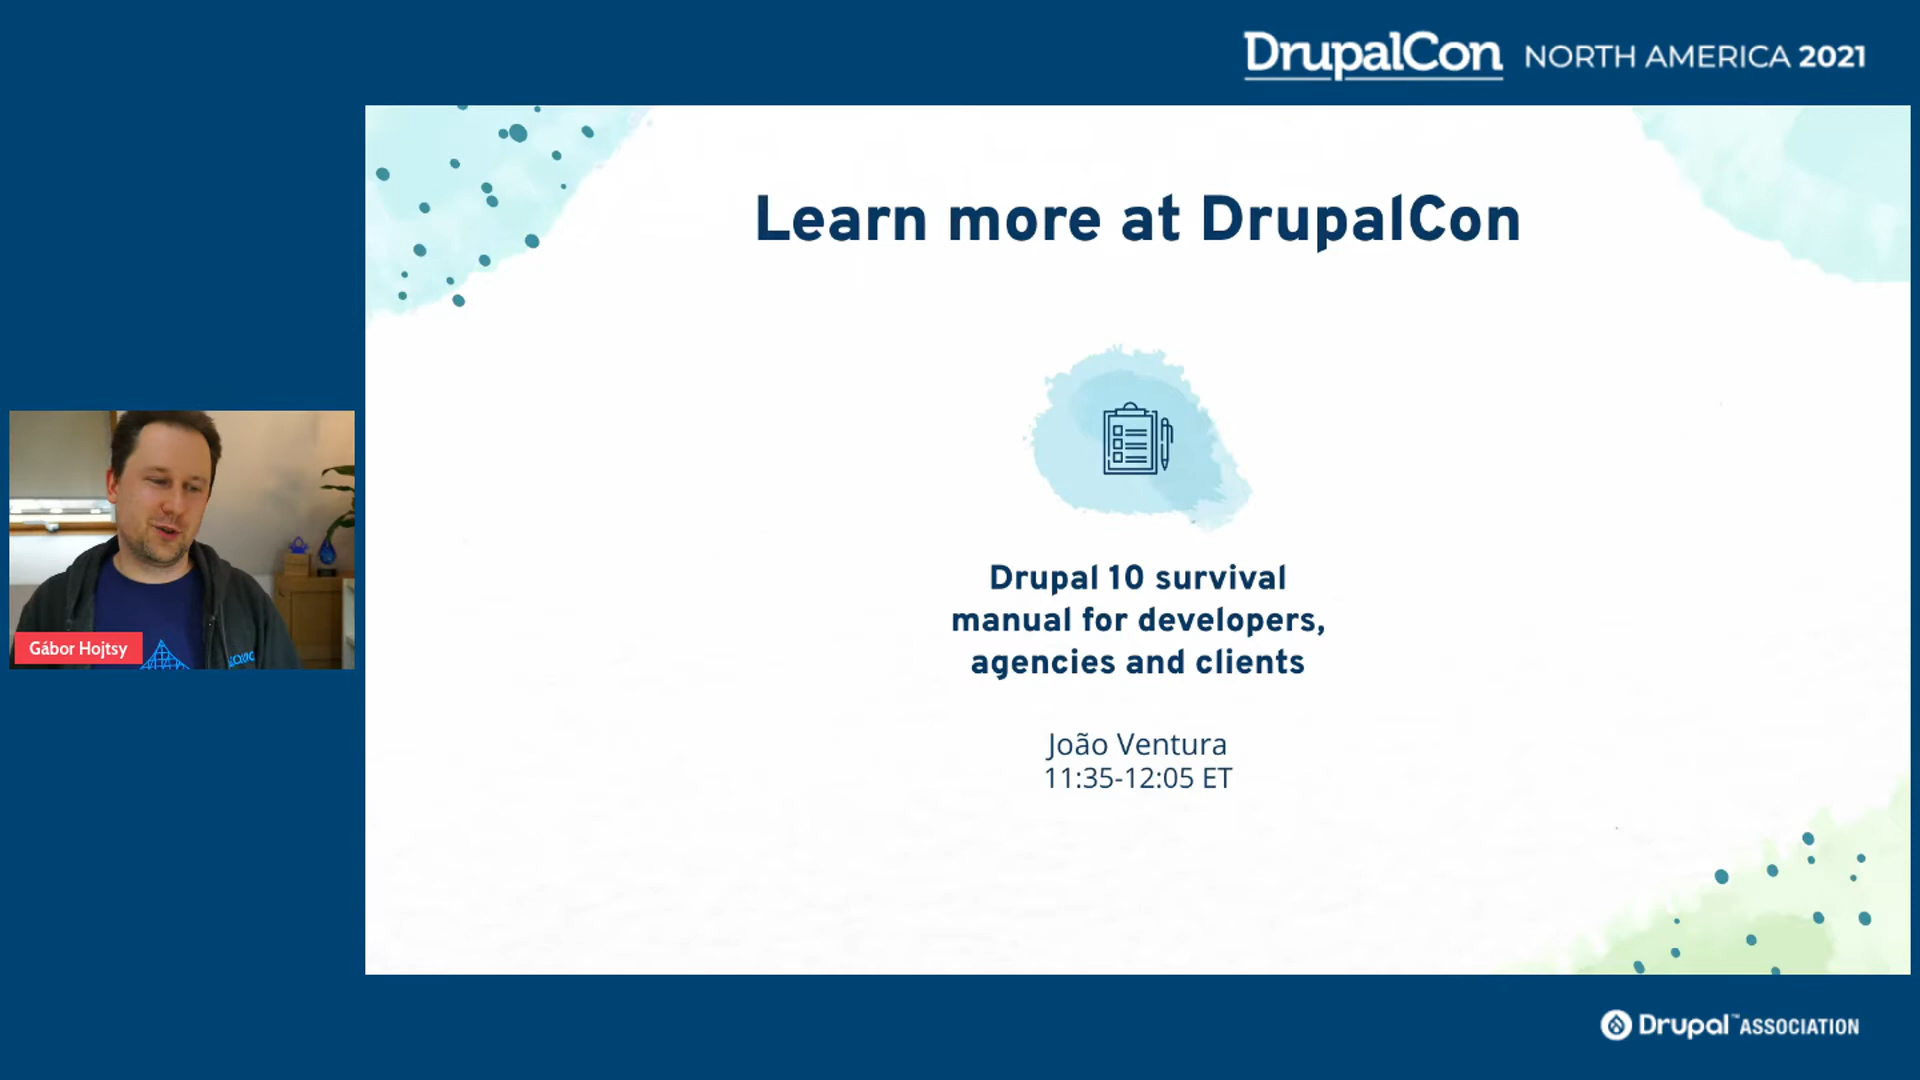 DrupalCon NORTH AMERICA 2021
Learn more at DrupalCon
Drupal 10 survival
manual for developers,
agencies and clients
João Ventura
11:35-12:05 ET
Gábor Hojtsy
Drupal™ ASSOCIATION